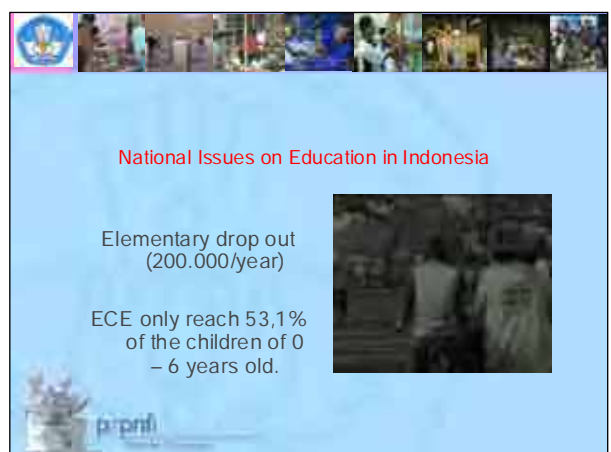 National Issues on Education in Indonesia
Elementary drop out
(200.000/year)
ECE only reach 53,1%
of the children of 0
– 6 years old.